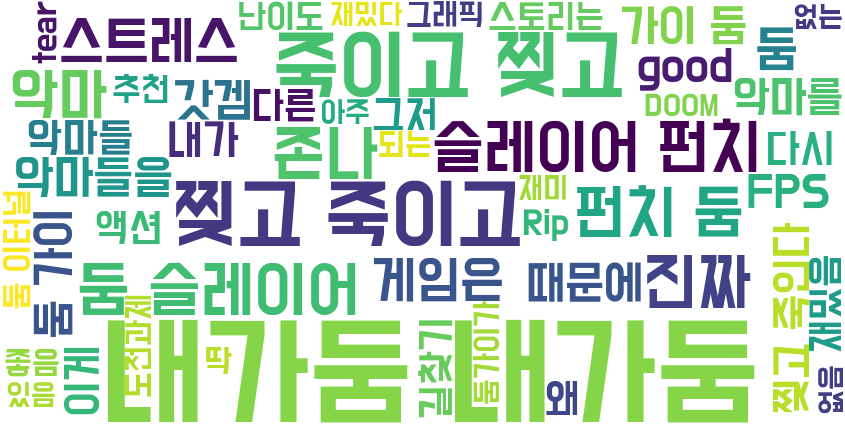 tear
스트레스
난이도
재밌다
그래픽
스토리는
가이 둠
둠
없는
죽이고 찢고
good
악마
추천
갓겜
다른
아주
그저
DOOM
악마를
악마들
내가
존나
되는
슬레이어 펀치
다시
악마들을
찢고 죽이고
재미
펀치 둠
FPS
Rip
액션
둠 이터널
둠 가이
둠 슬레이어
게임은
때문에
진짜
찢고 죽인다
재밌음
좋음
있음
이게
도전과제
딱
내가둠 내가둠
길찾기
둠가이가
왜
없음